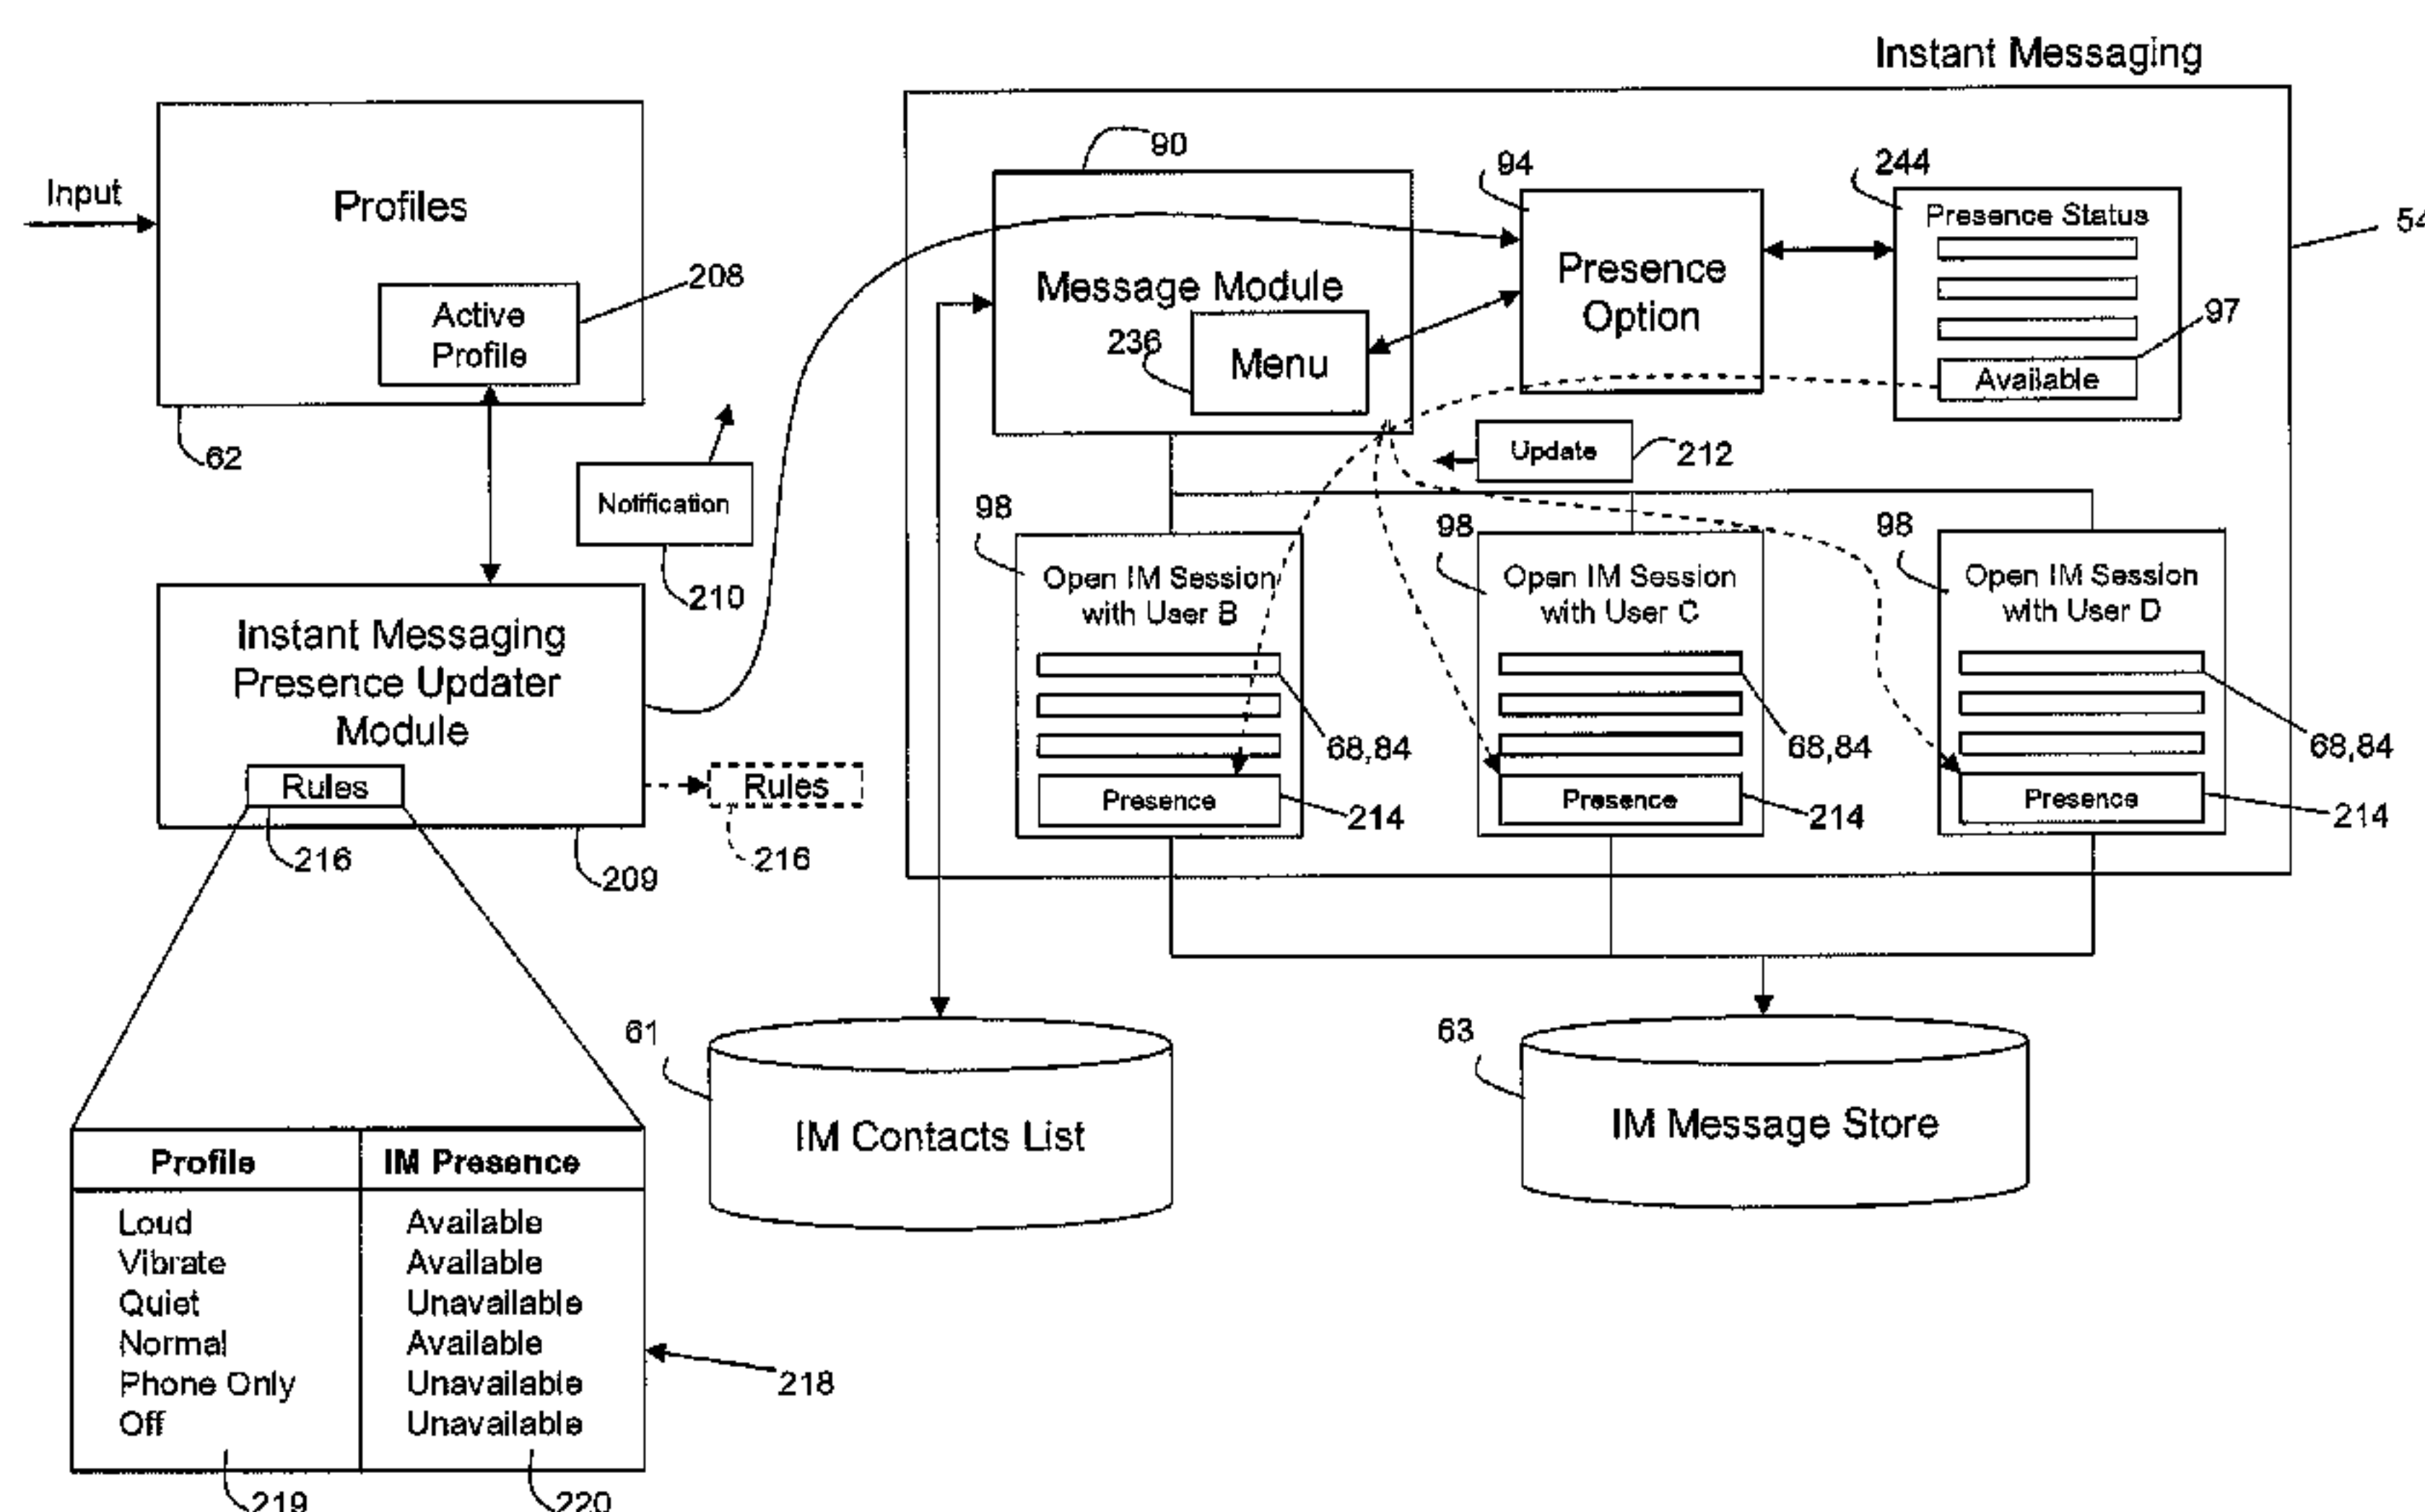 Instant Messaging
Input
Profiles
Active
Profile
208
62
Notification
210
Instant Messaging
Presence Updater
Module
Rules
216
209
Rules
216
Profile IM Presence
Loud Available
Vibrate Available
Quiet Unavailable
Normal Available
Phone Only Unavailable
Off Unavailable
218
219
220
90
Message Module
236
Menu
94
Presence
Option
244
Presence Status
97
Available
54
Update
212
98
Open IM Session
with User B
68,84
Presence
214
98
Open IM Session
with User C
68,84
Presence
214
98
Open IM Session
with User D
68,84
Presence
214
61
IM Contacts List
63
IM Message Store